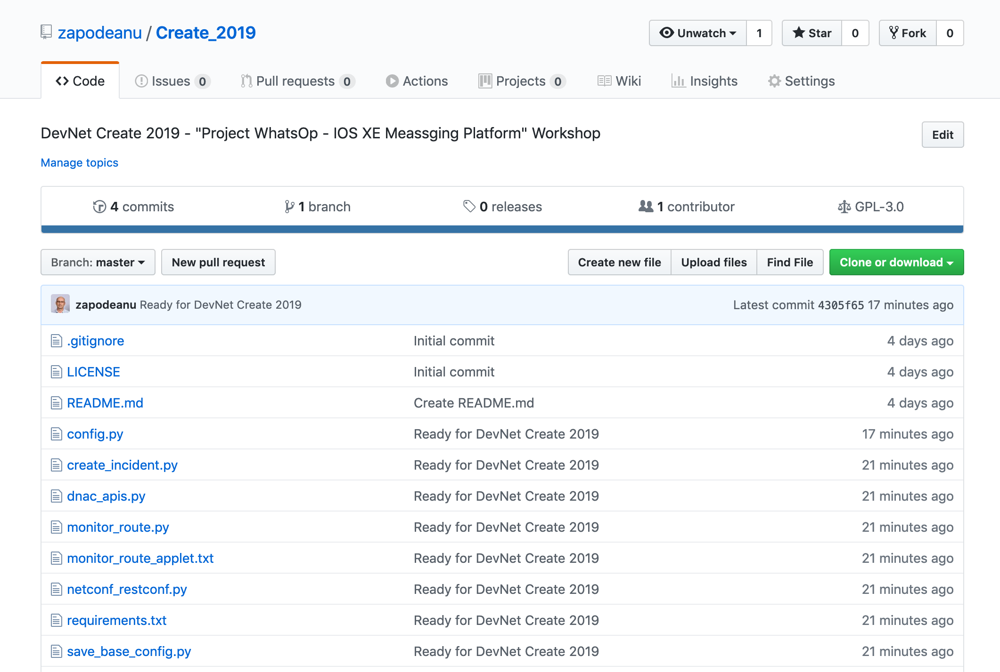 zapodeanu / Create_2019
Unwatch 1 Star 0 Fork 0
Code Issues 0 Pull requests 0 Actions Projects 0 Wiki Insights Settings
DevNet Create 2019 - "Project WhatsOp - IOS XE Meassging Platform" Workshop
Edit
Manage topics
4 commits 1 branch 0 releases 1 contributor GPL-3.0
Branch: master New pull request Create new file Upload files Find File Clone or download
zapodeanu Ready for DevNet Create 2019 Latest commit 4305f65 17 minutes ago
.gitignore Initial commit 4 days ago
LICENSE Initial commit 4 days ago
README.md Create README.md 4 days ago
config.py Ready for DevNet Create 2019 17 minutes ago
create_incident.py Ready for DevNet Create 2019 21 minutes ago
dnac_apis.py Ready for DevNet Create 2019 21 minutes ago
monitor_route.py Ready for DevNet Create 2019 21 minutes ago
monitor_route_applet.txt Ready for DevNet Create 2019 21 minutes ago
netconf_restconf.py Ready for DevNet Create 2019 21 minutes ago
requirements.txt Ready for DevNet Create 2019 21 minutes ago
save_base_config.py Ready for DevNet Create 2019 21 minutes ago